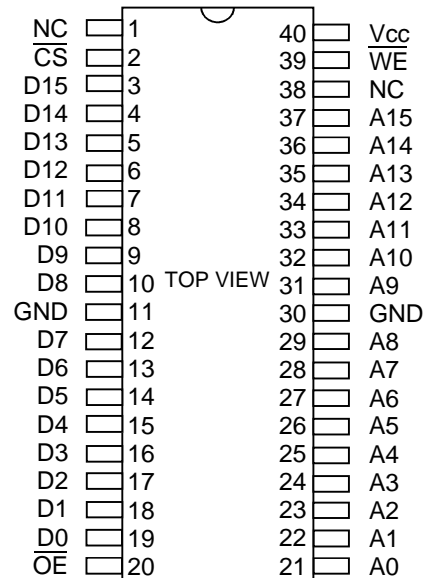 NC 1 40 Vcc
C̅S̅ 2 39 W̅E̅
D15 3 38 NC
D14 4 37 A15
D13 5 36 A14
D12 6 35 A13
D11 7 34 A12
D10 8 33 A11
D9 9 32 A10
D8 10 TOP VIEW 31 A9
GND 11 30 GND
D7 12 29 A8
D6 13 28 A7
D5 14 27 A6
D4 15 26 A5
D3 16 25 A4
D2 17 24 A3
D1 18 23 A2
D0 19 22 A1
O̅E̅ 20 21 A0